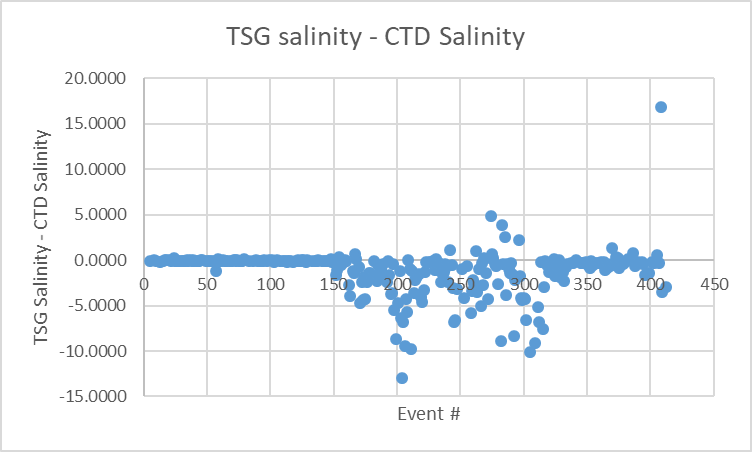 TSG salinity - CTD Salinity
20.0000
15.0000
10.0000
5.0000
0.0000
-5.0000
-10.0000
-15.0000
0 50 100 150 200 250 300 350 400 450
TSG Salinity - CTD Salinity
Event #